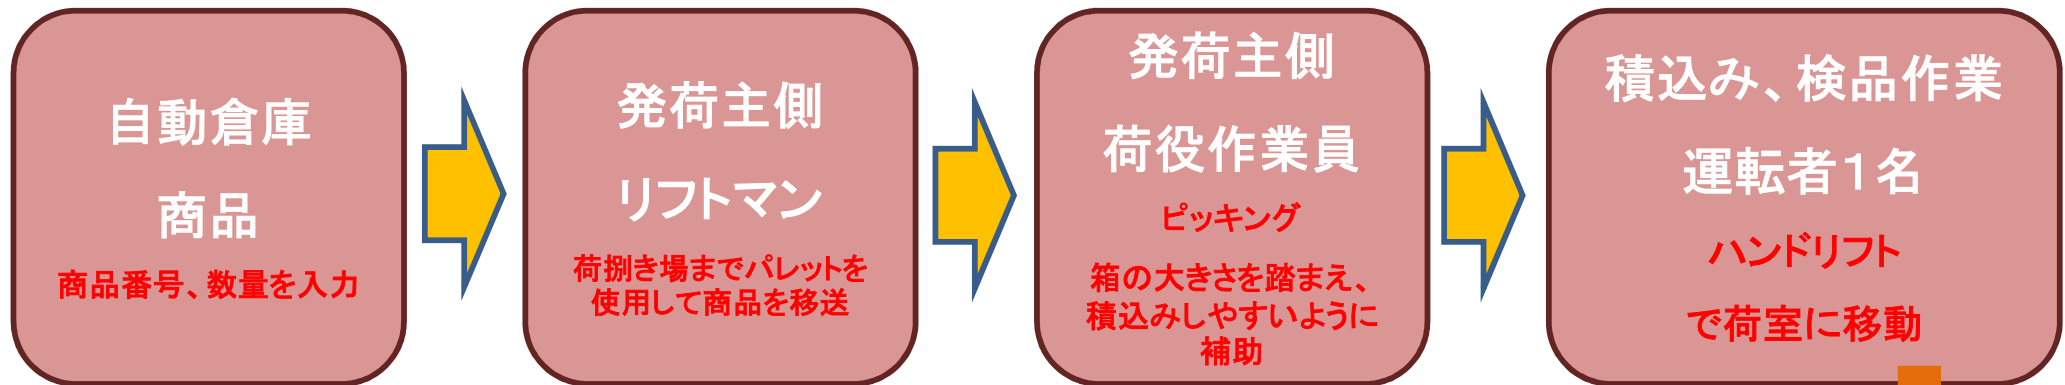 自動倉庫
商品
商品番号、数量を入力
発荷主側
リフトマン
荷捌き場までパレットを
使用して商品を移送
発荷主側
荷役作業員
ピッキング
箱の大きさを踏まえ、
積込みしやすいように
補助
積込み、検品作業
運転者１名
ハンドリフト
で荷室に移動